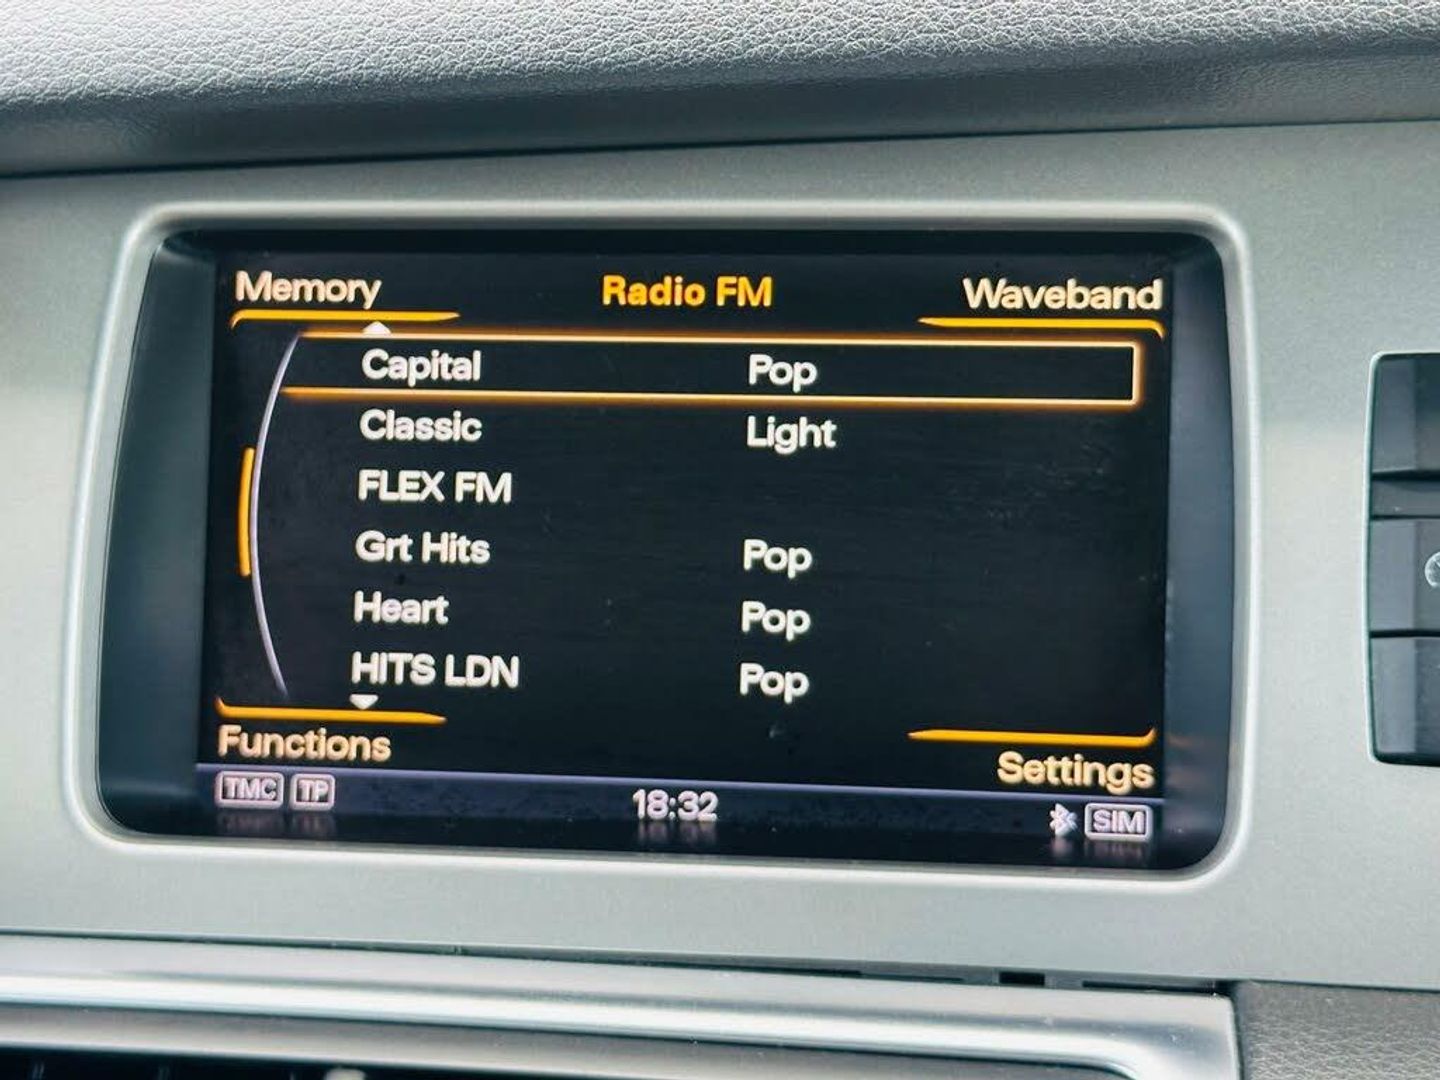 Memory Radio FM Waveband
Capital Pop
Classic Light
FLEX FM
Grt Hits Pop
Heart Pop
HITS LDN Pop
Functions Settings
TMC TP 18:32 SIM